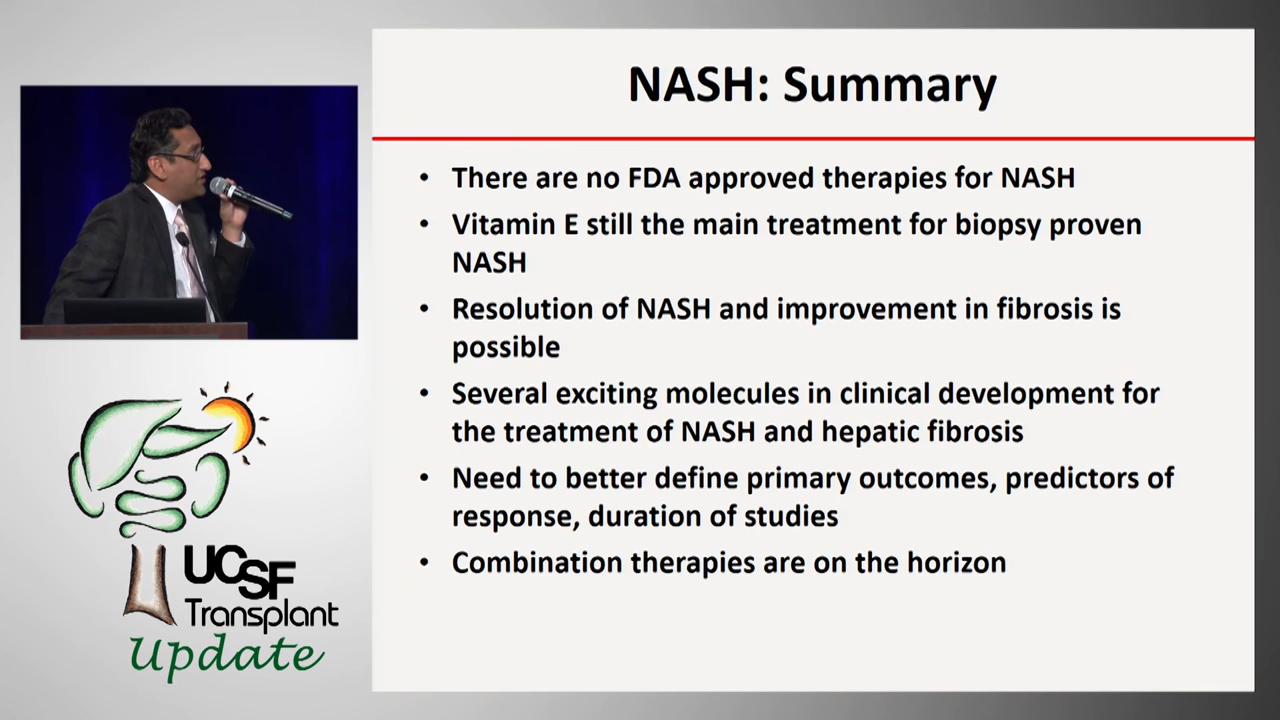 NASH: Summary
• There are no FDA approved therapies for NASH
• Vitamin E still the main treatment for biopsy proven
NASH
• Resolution of NASH and improvement in fibrosis is
possible
• Several exciting molecules in clinical development for
the treatment of NASH and hepatic fibrosis
• Need to better define primary outcomes, predictors of
response, duration of studies
• Combination therapies are on the horizon
UCSF
Transplant
Update